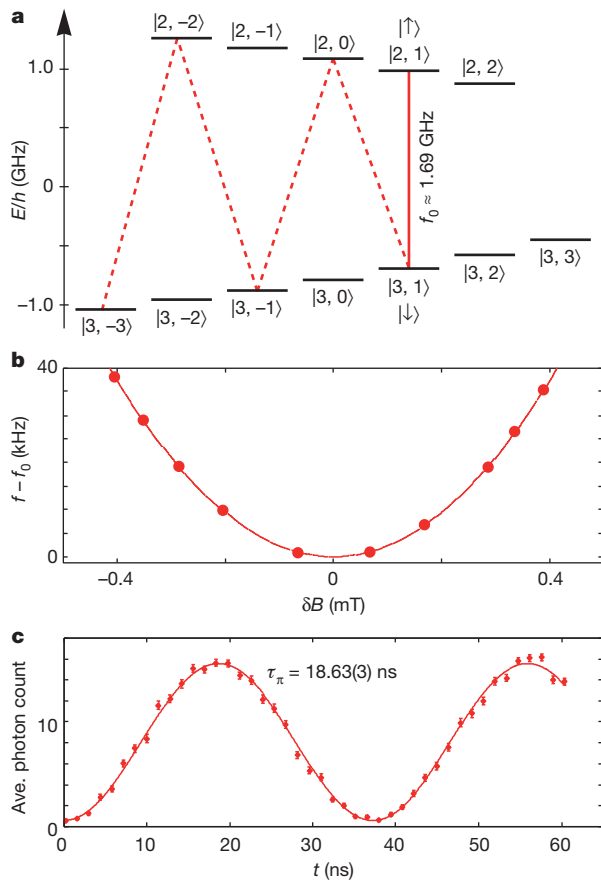 a
|2, −2⟩ |2, −1⟩ |2, 0⟩ |↑⟩
|2, 1⟩ |2, 2⟩
1.0
E/h (GHz)
0
f₀ ≈ 1.69 GHz
−1.0
|3, −3⟩ |3, −2⟩ |3, −1⟩ |3, 0⟩ |3, 1⟩ |3, 2⟩ |3, 3⟩
|↓⟩
b
40
f − f₀ (kHz)
0
−0.4 0 0.4
δB (mT)
c
τπ = 18.63(3) ns
Ave. photon count
10
0
0 10 20 30 40 50 60
t (ns)